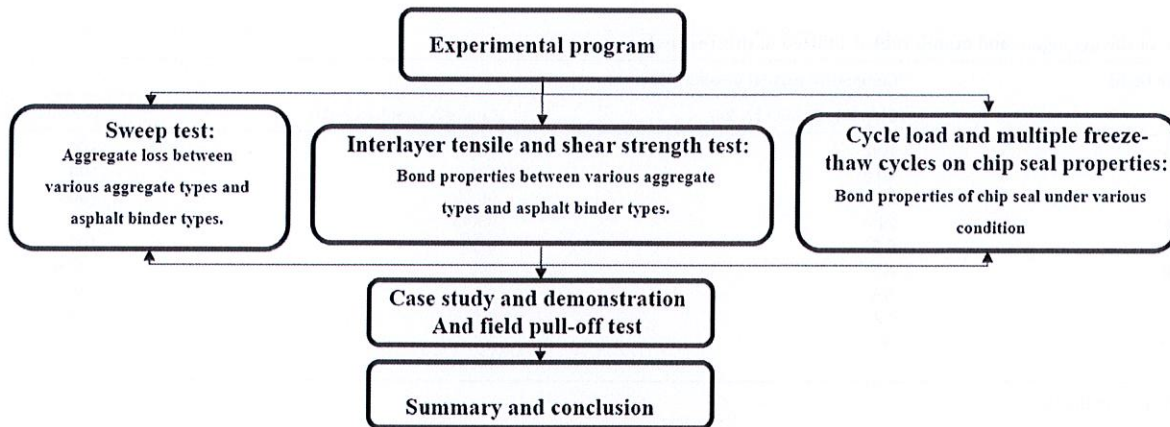 Experimental program
Sweep test:
Aggregate loss between
various aggregate types and
asphalt binder types.
Interlayer tensile and shear strength test:
Bond properties between various aggregate
types and asphalt binder types.
Cycle load and multiple freeze-
thaw cycles on chip seal properties:
Bond properties of chip seal under various
condition
Case study and demonstration
And field pull-off test
Summary and conclusion